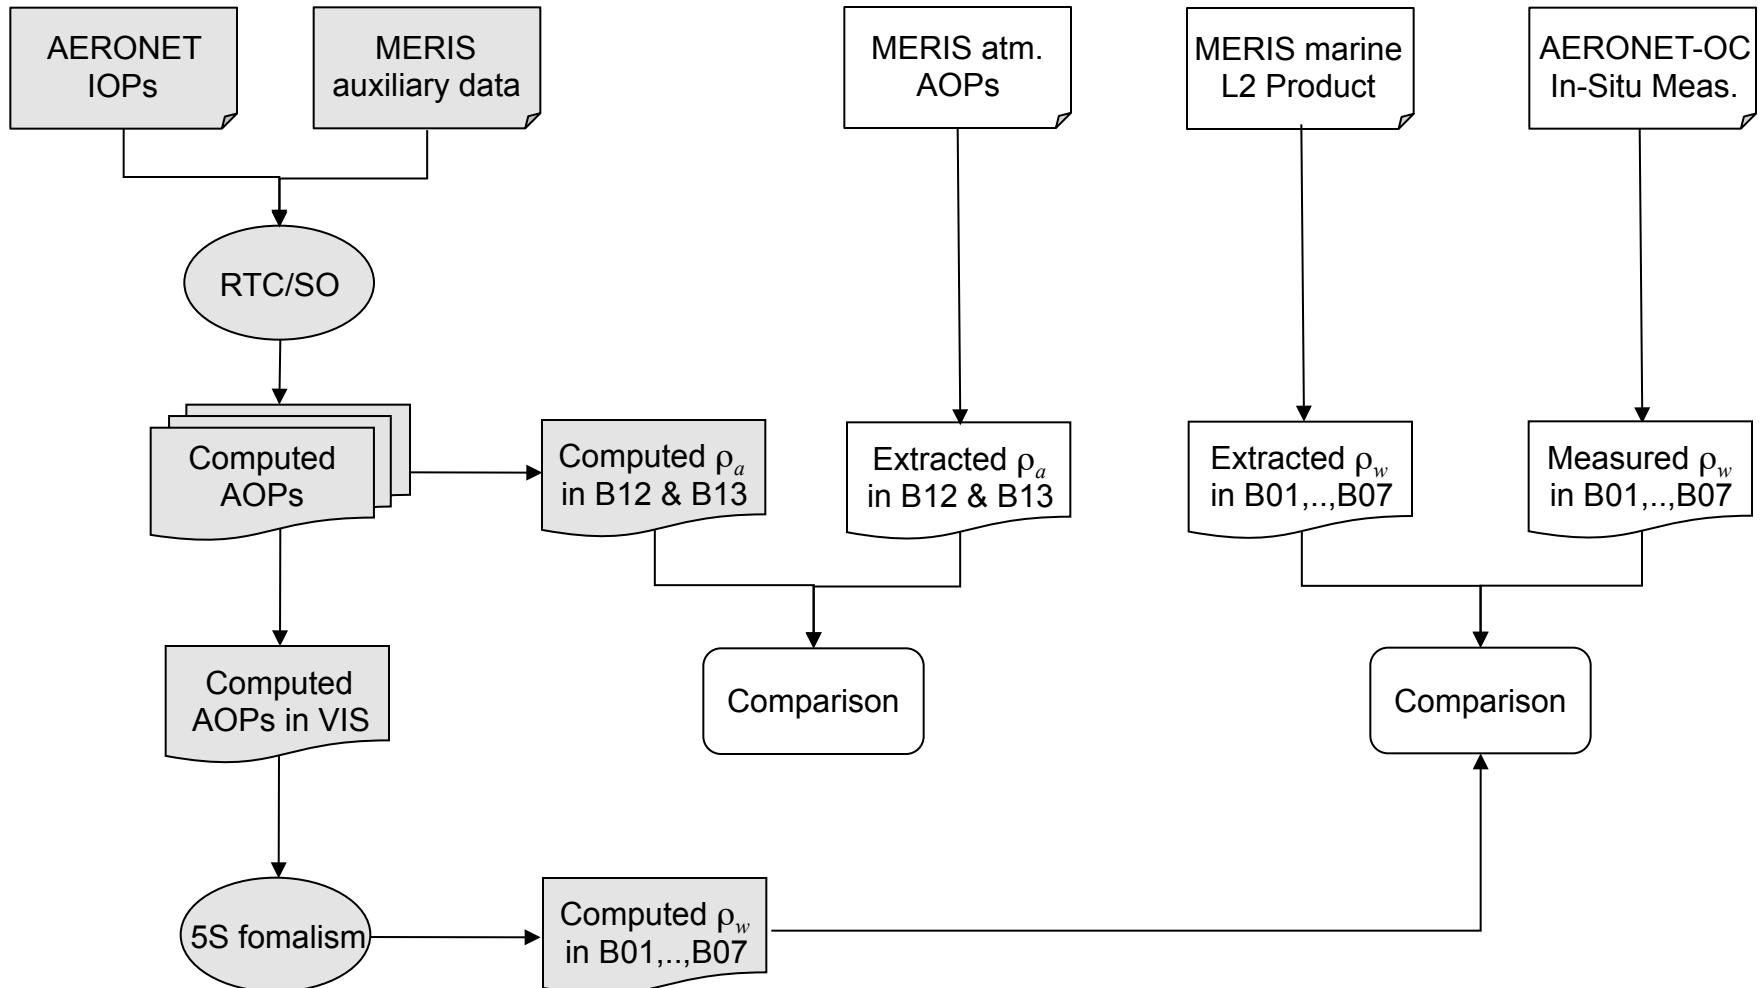 AERONET
IOPs
MERIS
auxiliary data
MERIS atm.
AOPs
MERIS marine
L2 Product
AERONET-OC
In-Situ Meas.
RTC/SO
Computed
AOPs
Computed ρa
in B12 & B13
Extracted ρa
in B12 & B13
Extracted ρw
in B01,..,B07
Measured ρw
in B01,..,B07
Computed
AOPs in VIS
Comparison
Comparison
5S fomalism
Computed ρw
in B01,..,B07